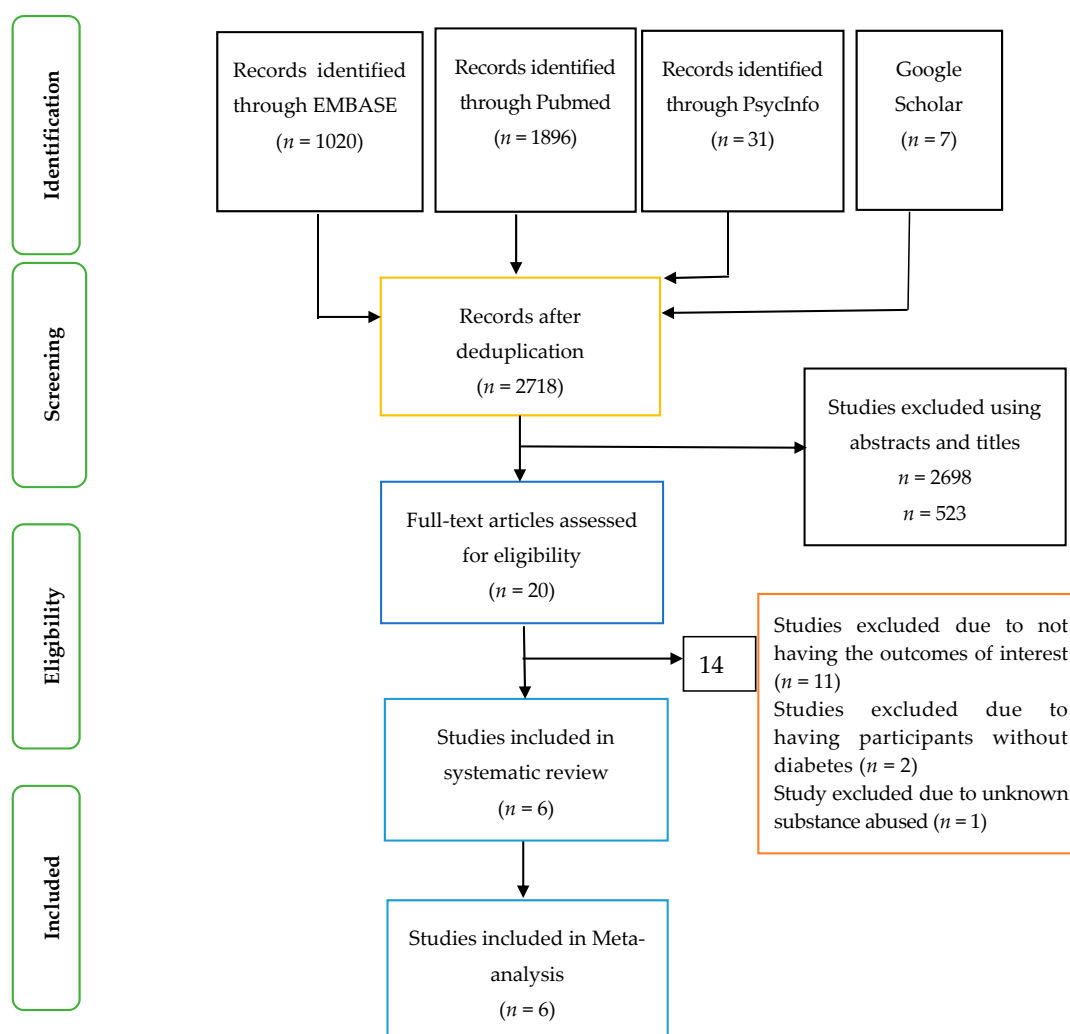 Identification
Records identified
through EMBASE
(n = 1020)
Records identified
through Pubmed
(n = 1896)
Records identified
through PsycInfo
(n = 31)
Google
Scholar
(n = 7)
Screening
Records after
deduplication
(n = 2718)
Studies excluded using
abstracts and titles
n = 2698
n = 523
Eligibility
Full-text articles assessed
for eligibility
(n = 20)
14
Studies excluded due to not
having the outcomes of interest
(n = 11)
Studies excluded due to
having participants without
diabetes (n = 2)
Study excluded due to unknown
substance abused (n = 1)
Studies included in
systematic review
(n = 6)
Included
Studies included in Meta-
analysis
(n = 6)